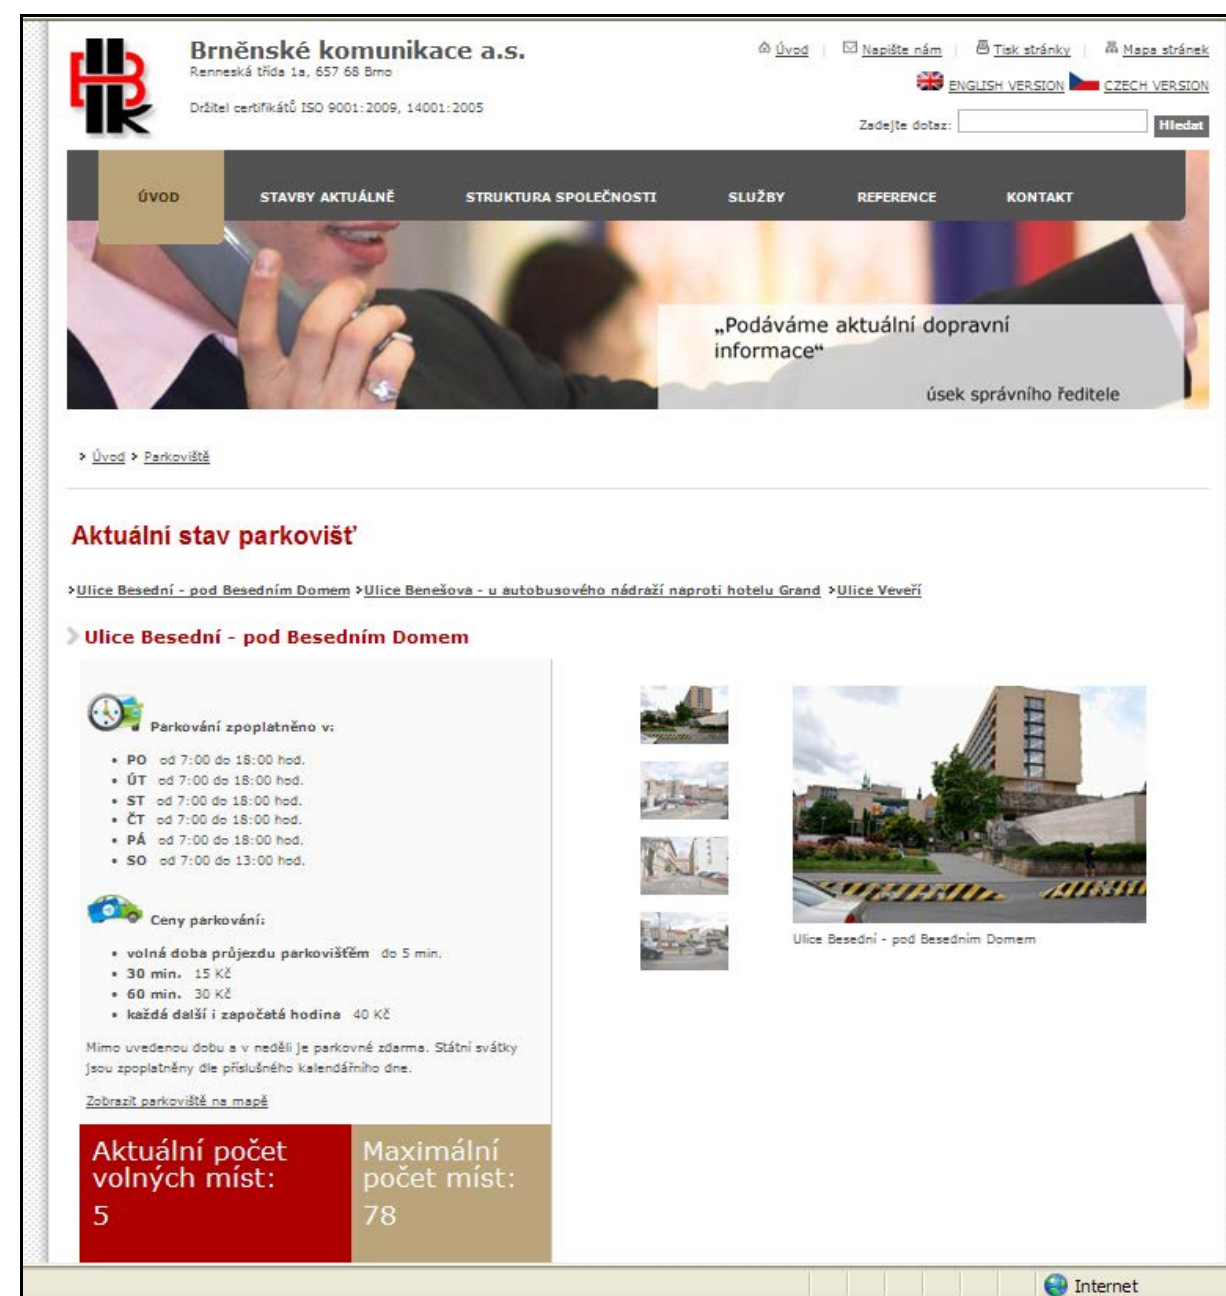 Brněnské komunikace a.s.
Renneská třída 1a, 657 68 Brno
Držitel certifikátů ISO 9001:2009, 14001:2005
Úvod | Napište nám | Tisk stránky | Mapa stránek
ENGLISH VERSION CZECH VERSION
Zadejte dotaz: Hledat
ÚVOD STAVBY AKTUÁLNĚ STRUKTURA SPOLEČNOSTI SLUŽBY REFERENCE KONTAKT
„Podáváme aktuální dopravní
informace“
úsek správního ředitele
> Úvod > Parkoviště
Aktuální stav parkovišť
>Ulice Besední - pod Besedním Domem >Ulice Benešova - u autobusového nádraží naproti hotelu Grand >Ulice Veveří
Ulice Besední - pod Besedním Domem
Parkování zpoplatněno v:
• PO od 7:00 do 18:00 hod.
• ÚT od 7:00 do 18:00 hod.
• ST od 7:00 do 18:00 hod.
• ČT od 7:00 do 18:00 hod.
• PÁ od 7:00 do 18:00 hod.
• SO od 7:00 do 13:00 hod.
Ceny parkování:
• volná doba průjezdu parkovišťěm do 5 min.
• 30 min. 15 Kč
• 60 min. 30 Kč
• každá další i započatá hodina 40 Kč
Mimo uvedenou dobu a v neděli je parkovné zdarma. Státní svátky
jsou zpoplatněny dle příslušného kalendářního dne.
Zobrazit parkoviště na mapě
Ulice Besední - pod Besedním Domem
Aktuální počet
volných míst:
5
Maximální
počet míst:
78
Internet